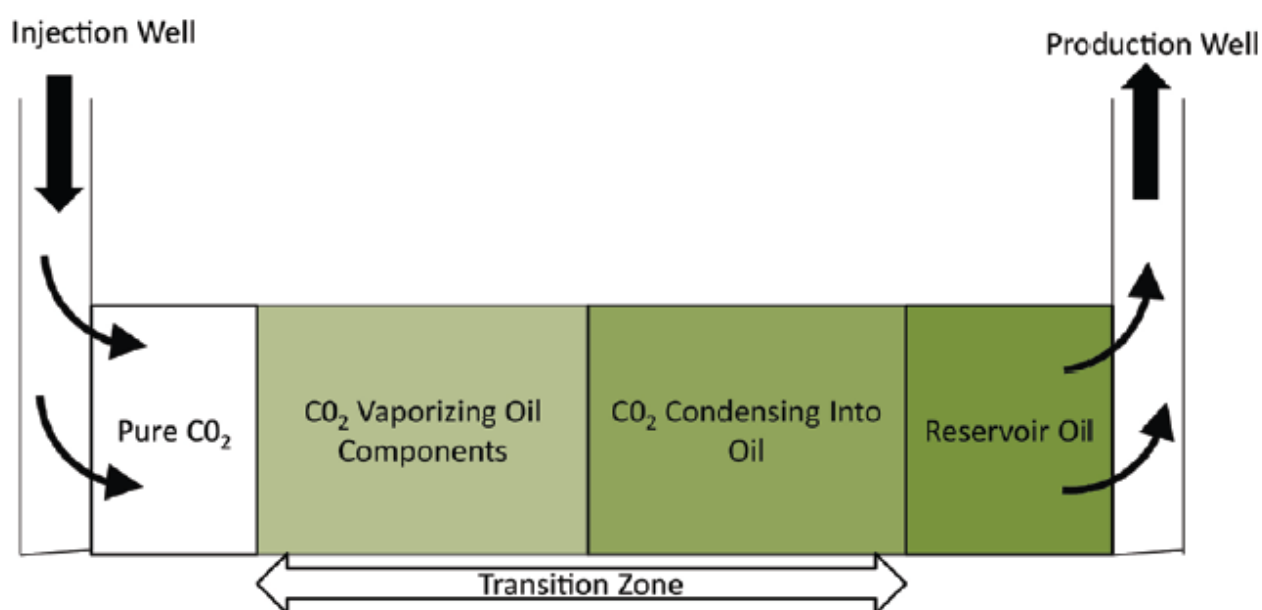 Injection Well
Production Well
Pure C0₂
C0₂ Vaporizing Oil
Components
C0₂ Condensing Into
Oil
Reservoir Oil
Transition Zone